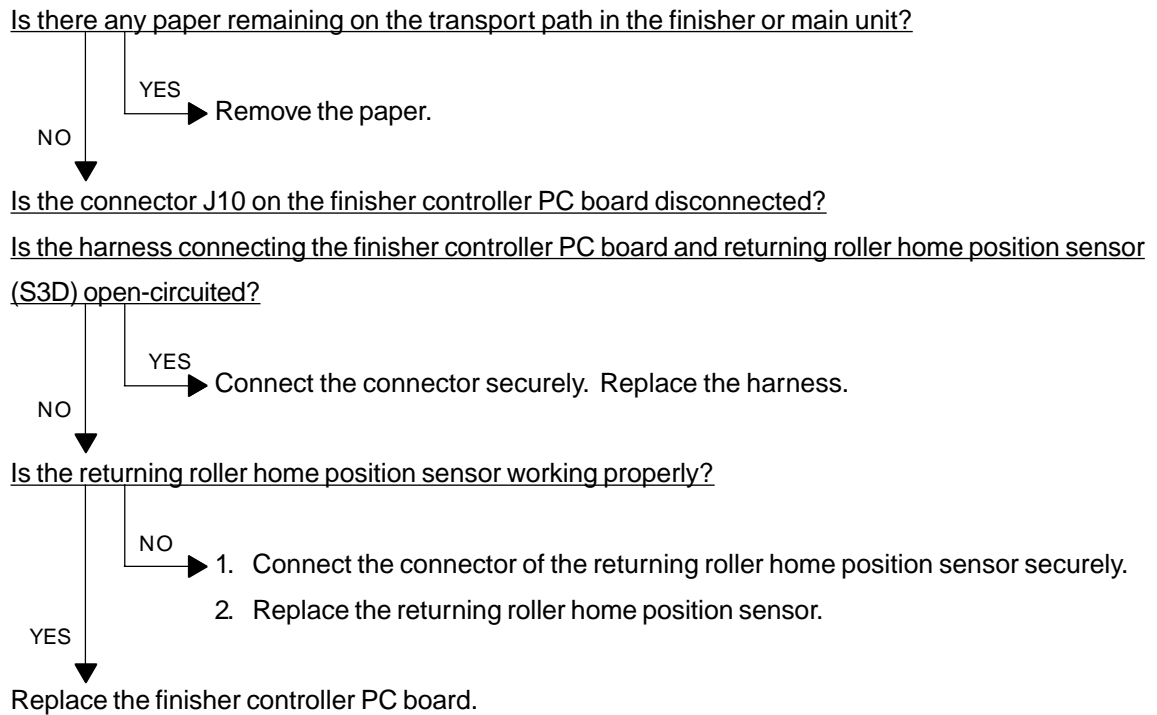 Is there any paper remaining on the transport path in the finisher or main unit?
YES
Remove the paper.
NO
Is the connector J10 on the finisher controller PC board disconnected?
Is the harness connecting the finisher controller PC board and returning roller home position sensor
(S3D) open-circuited?
YES
Connect the connector securely. Replace the harness.
NO
Is the returning roller home position sensor working properly?
NO
1. Connect the connector of the returning roller home position sensor securely.
2. Replace the returning roller home position sensor.
YES
Replace the finisher controller PC board.